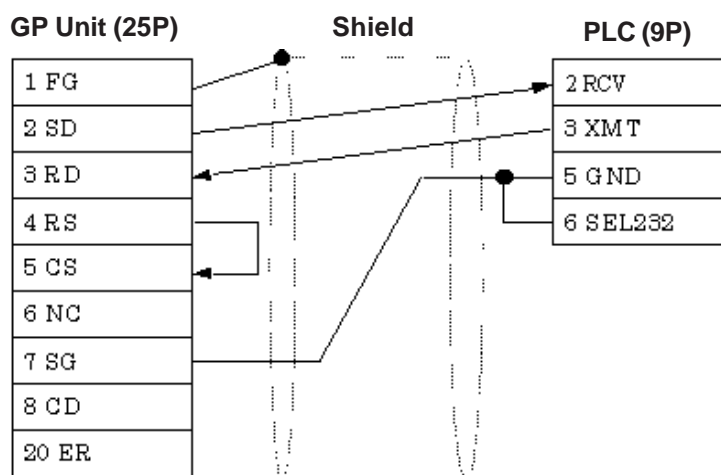 GP Unit (25P)
Shield
PLC (9P)
1 FG
2 SD
3 RD
4 RS
5 CS
6 NC
7 SG
8 CD
20 ER
2 RCV
3 XMT
5 GND
6 SEL232